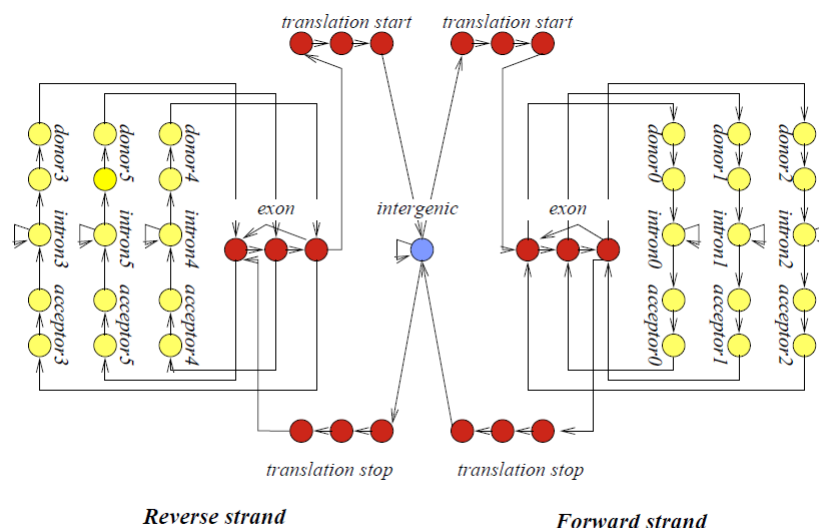 translation start
translation start
donor3
donor5
donor4
donor0
donor1
donor2
exon
intergenic
exon
intron3
intron5
intron4
intron0
intron1
intron2
acceptor3
acceptor5
acceptor4
acceptor0
acceptor1
acceptor2
translation stop
translation stop
Reverse strand
Forward strand